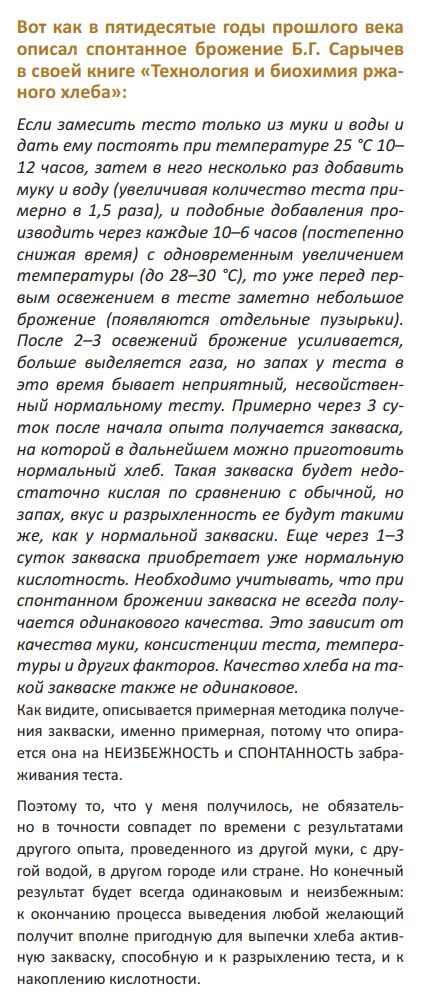 Вот как в пятидесятые годы прошлого века
описал спонтанное брожение Б.Г. Сарычев
в своей книге «Технология и биохимия ржа-
ного хлеба»:
Если замесить тесто только из муки и воды и
дать ему постоять при температуре 25 °С 10–
12 часов, затем в него несколько раз добавить
муку и воду (увеличивая количество теста при-
мерно в 1,5 раза), и подобные добавления про-
изводить через каждые 10–6 часов (постепенно
снижая время) с одновременным увеличением
температуры (до 28–30 °С), то уже перед пер-
вым освежением в тесте заметно небольшое
брожение (появляются отдельные пузырьки).
После 2–3 освежений брожение усиливается,
больше выделяется газа, но запах у теста в
это время бывает неприятный, несвойствен-
ный нормальному тесту. Примерно через 3 су-
ток после начала опыта получается закваска,
на которой в дальнейшем можно приготовить
нормальный хлеб. Такая закваска будет недо-
статочно кислая по сравнению с обычной, но
запах, вкус и разрыхленность ее будут такими
же, как у нормальной закваски. Еще через 1–3
суток закваска приобретает уже нормальную
кислотность. Необходимо учитывать, что при
спонтанном брожении закваска не всегда полу-
чается одинакового качества. Это зависит от
качества муки, консистенции теста, темпера-
туры и других факторов. Качество хлеба на та-
кой закваске также не одинаковое.
Как видите, описывается примерная методика получе-
ния закваски, именно примерная, потому что опира-
ется она на НЕИЗБЕЖНОСТЬ и СПОНТАННОСТЬ забра-
живания теста.
Поэтому то, что у меня получилось, не обязатель-
но в точности совпадет по времени с результатами
другого опыта, проведенного из другой муки, с дру-
гой водой, в другом городе или стране. Но конечный
результат будет всегда одинаковым и неизбежным:
к окончанию процесса выведения любой желающий
получит вполне пригодную для выпечки хлеба актив-
ную закваску, способную и к разрыхлению теста, и к
накоплению кислотности.